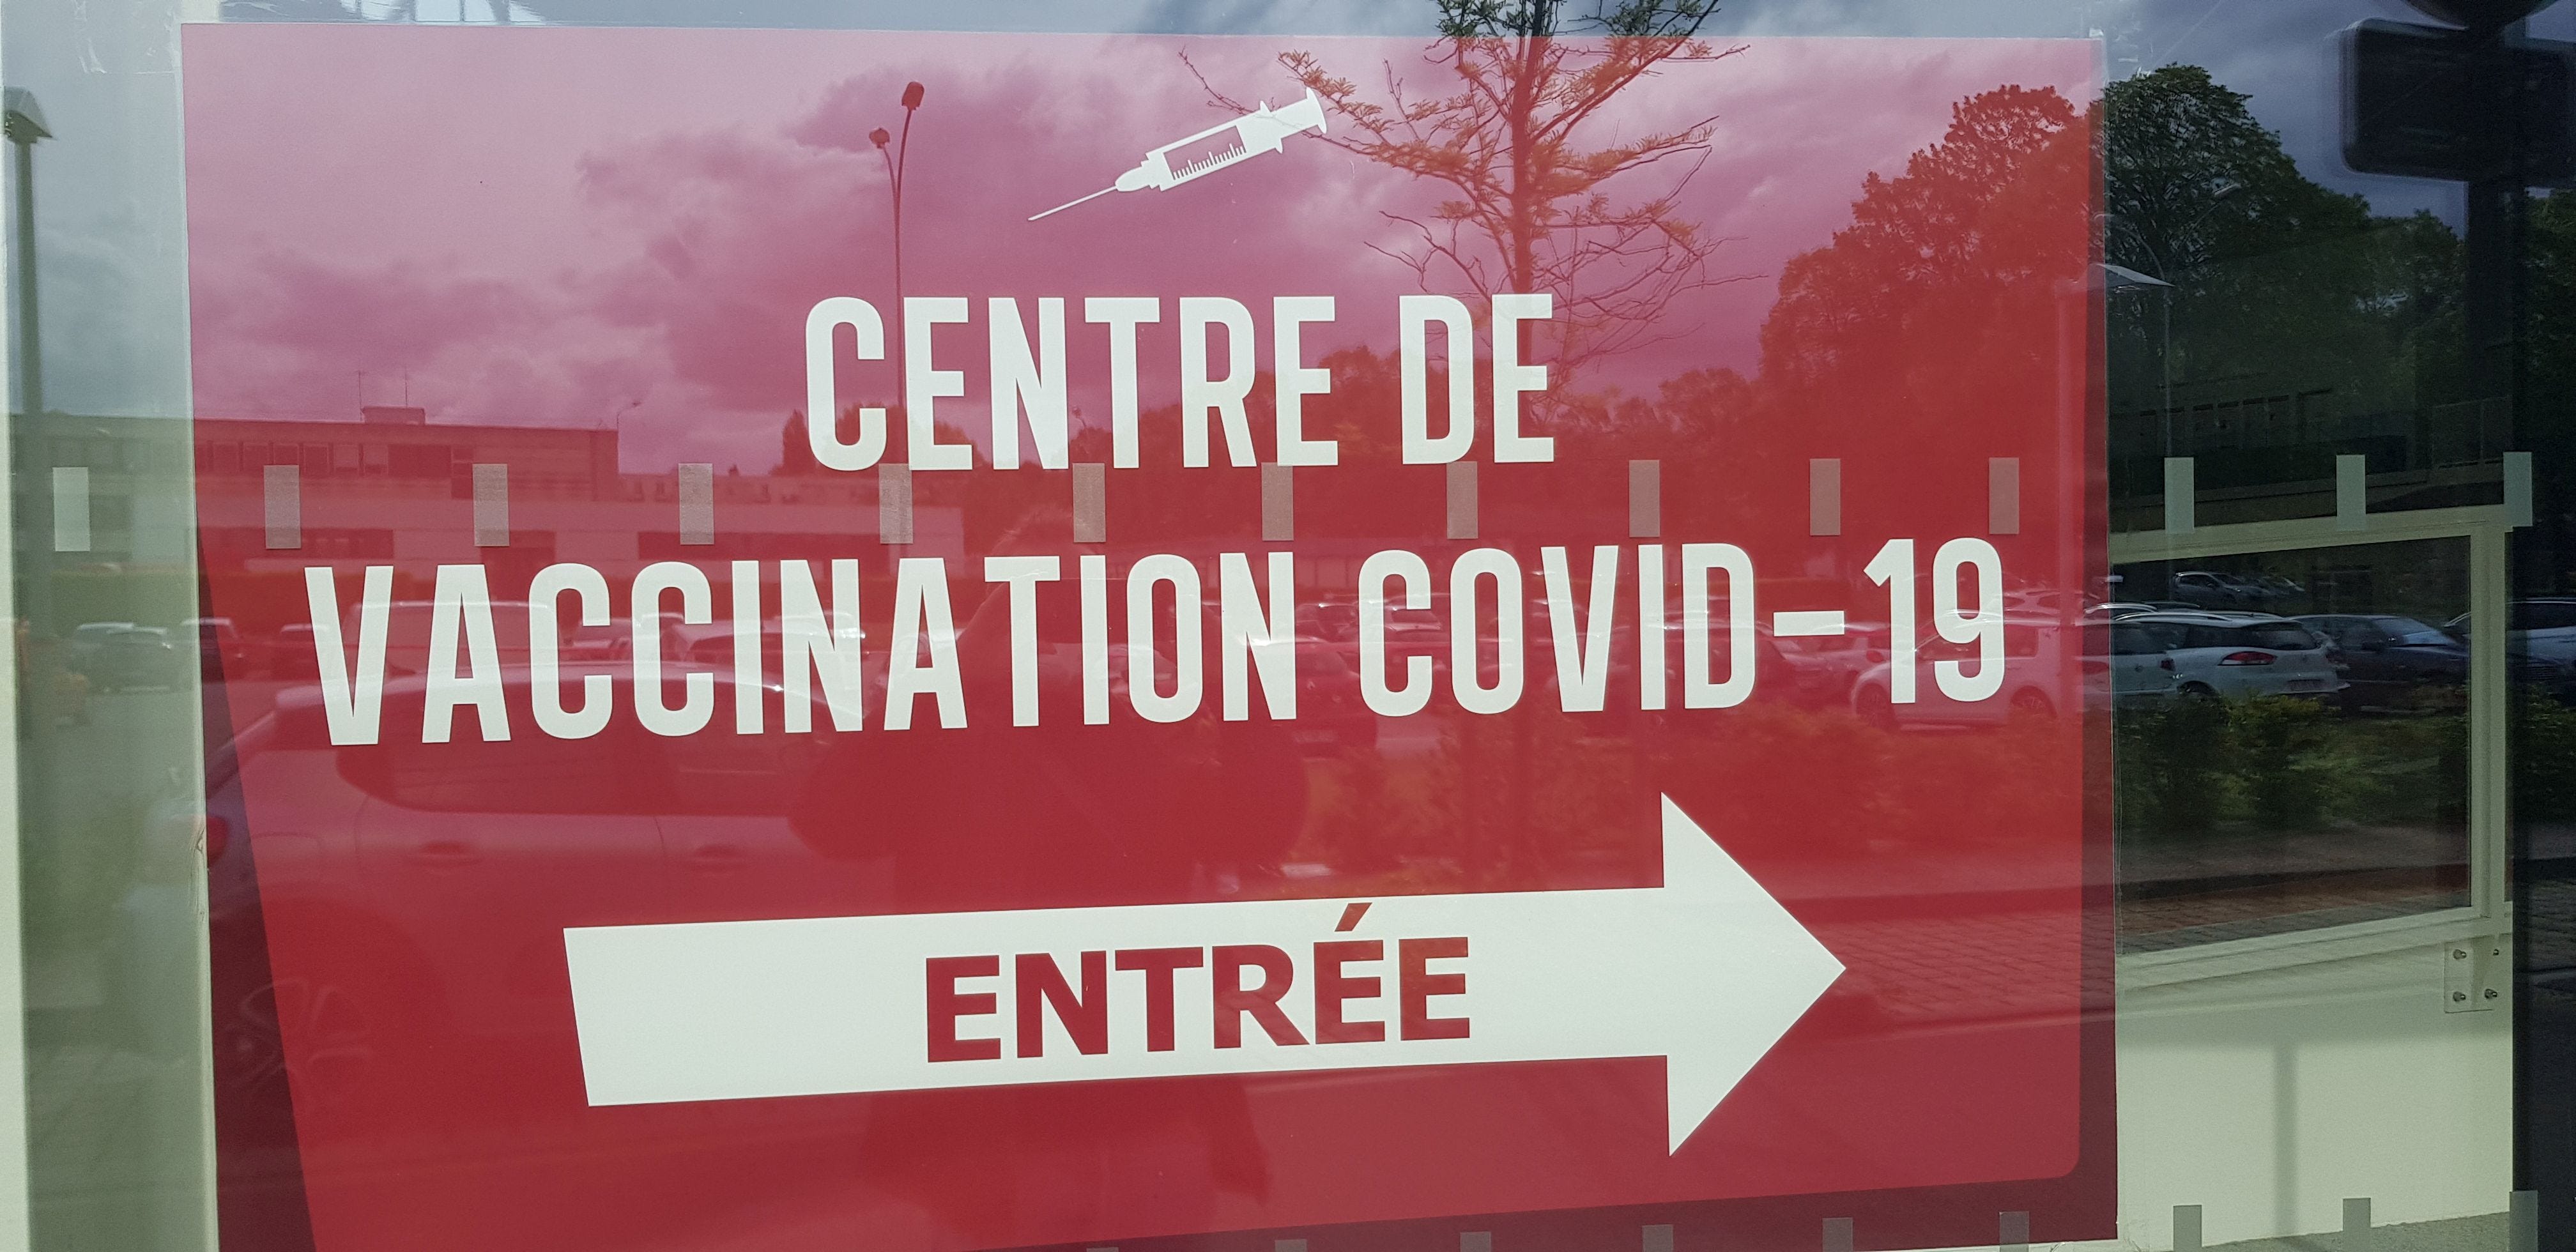 CENTRE DE
VACCINATION COVID-19
ENTRÉE